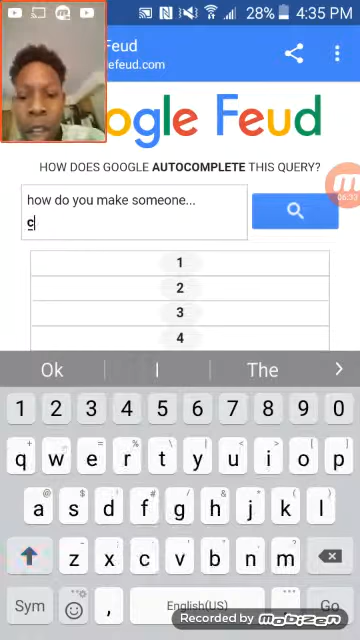 28% 4:35 PM
Feud
efeud.com
ogle Feud
HOW DOES GOOGLE AUTOCOMPLETE THIS QUERY?
how do you make someone...
c
06:39
1
2
3
4
Ok I The
1 2 3 4 5 6 7 8 9 0
q w e r t y u i o p
a s d f g h j k l
z x c v b n m
Sym , English(US) . Go
Recorded by mobizen